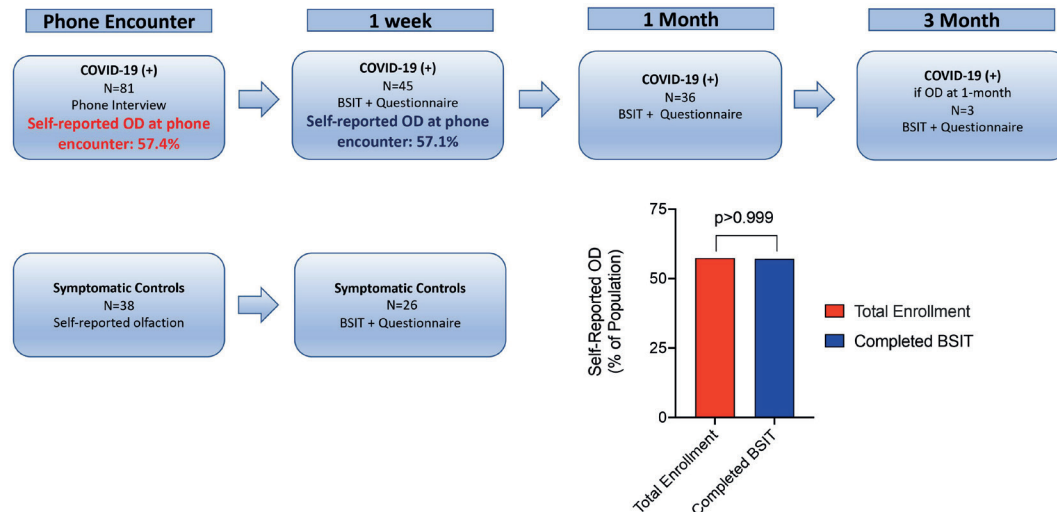 Phone Encounter
1 week
1 Month
3 Month
COVID-19 (+)
N=81
Phone Interview
Self-reported OD at phone
encounter: 57.4%
COVID-19 (+)
N=45
BSIT + Questionnaire
Self-reported OD at phone
encounter: 57.1%
COVID-19 (+)
N=36
BSIT + Questionnaire
COVID-19 (+)
if OD at 1-month
N=3
BSIT + Questionnaire
Symptomatic Controls
N=38
Self-reported olfaction
Symptomatic Controls
N=26
BSIT + Questionnaire
Self-Reported OD
(% of Population)
75
50
25
0
p>0.999
Total Enrollment
Completed BSIT
Total Enrollment
Completed BSIT